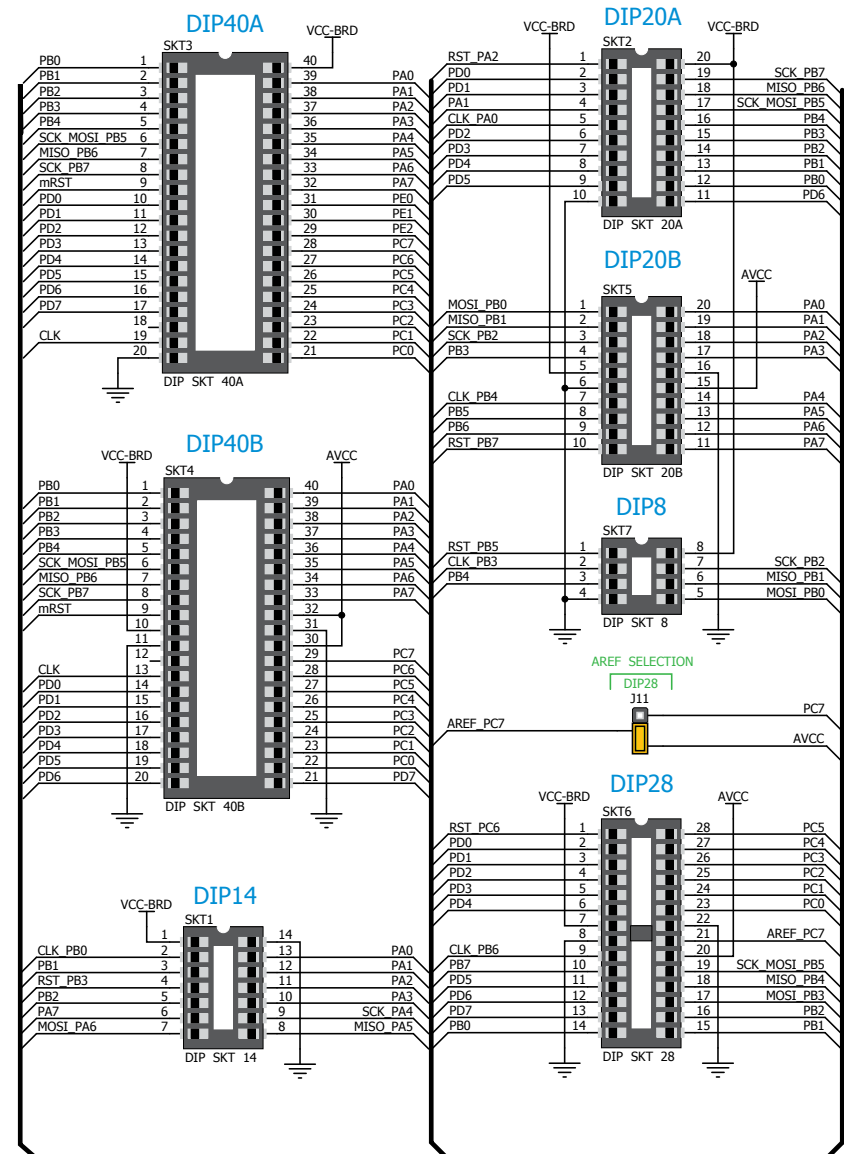 DIP40A
VCC-BRD
SKT3
PB0 1 40
PB1 2 39 PA0
PB2 3 38 PA1
PB3 4 37 PA2
PB4 5 36 PA3
SCK_MOSI_PB5 6 35 PA4
MISO_PB6 7 34 PA5
SCK_PB7 8 33 PA6
mRST 9 32 PA7
PD0 10 31 PE0
PD1 11 30 PE1
PD2 12 29 PE2
PD3 13 28 PC7
PD4 14 27 PC6
PD5 15 26 PC5
PD6 16 25 PC4
PD7 17 24 PC3
18 23 PC2
CLK 19 22 PC1
20 21 PC0
DIP SKT 40A
DIP40B
VCC-BRD AVCC
SKT4
PB0 1 40 PA0
PB1 2 39 PA1
PB2 3 38 PA2
PB3 4 37 PA3
PB4 5 36 PA4
SCK_MOSI_PB5 6 35 PA5
MISO_PB6 7 34 PA6
SCK_PB7 8 33 PA7
mRST 9 32
10 31
11 30
12 29 PC7
CLK 13 28 PC6
PD0 14 27 PC5
PD1 15 26 PC4
PD2 16 25 PC3
PD3 17 24 PC2
PD4 18 23 PC1
PD5 19 22 PC0
PD6 20 21 PD7
DIP SKT 40B
DIP14
VCC-BRD
SKT1
1 14
CLK_PB0 2 13 PA0
PB1 3 12 PA1
RST_PB3 4 11 PA2
PB2 5 10 PA3
PA7 6 9 SCK_PA4
MOSI_PA6 7 8 MISO_PA5
DIP SKT 14
DIP20A
VCC-BRD VCC-BRD
SKT2
RST_PA2 1 20
PD0 2 19 SCK_PB7
PD1 3 18 MISO_PB6
PA1 4 17 SCK_MOSI_PB5
CLK_PA0 5 16 PB4
PD2 6 15 PB3
PD3 7 14 PB2
PD4 8 13 PB1
PD5 9 12 PB0
10 11 PD6
DIP SKT 20A
DIP20B
AVCC
SKT5
MOSI_PB0 1 20 PA0
MISO_PB1 2 19 PA1
SCK_PB2 3 18 PA2
PB3 4 17 PA3
5 16
6 15
CLK_PB4 7 14 PA4
PB5 8 13 PA5
PB6 9 12 PA6
RST_PB7 10 11 PA7
DIP SKT 20B
DIP8
SKT7
RST_PB5 1 8
CLK_PB3 2 7 SCK_PB2
PB4 3 6 MISO_PB1
4 5 MOSI_PB0
DIP SKT 8
AREF SELECTION
DIP28
J11
PC7
AREF_PC7
AVCC
DIP28
VCC-BRD AVCC
SKT6
RST_PC6 1 28 PC5
PD0 2 27 PC4
PD1 3 26 PC3
PD2 4 25 PC2
PD3 5 24 PC1
PD4 6 23 PC0
7 22
8 21 AREF_PC7
CLK_PB6 9 20
PB7 10 19 SCK_MOSI_PB5
PD5 11 18 MISO_PB4
PD6 12 17 MOSI_PB3
PD7 13 16 PB2
PB0 14 15 PB1
DIP SKT 28